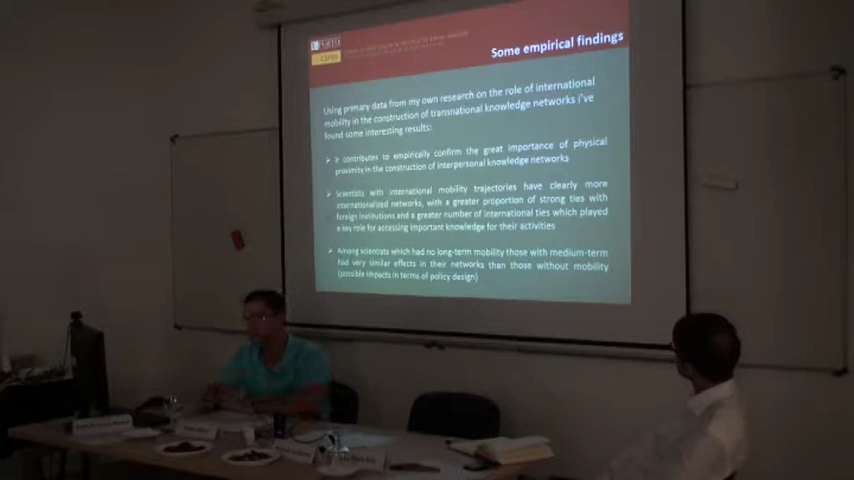 PORTO
Some empirical findings
Using primary data from my own research on the role of international
mobility in the construction of transnational knowledge networks i've
found some interesting results:
It contributes to empirically confirm the great importance of physical
proximity in the construction of interpersonal knowledge networks
Scientists with international mobility trajectories have clearly more
internationalized networks, with a greater proportion of strong ties with
foreign institutions and a greater number of international ties which played
a key role for accessing important knowledge for their activities
Among scientists which had no long-term mobility those with medium-term
had very similar effects in their networks than those without mobility
(possible impacts in terms of policy design)